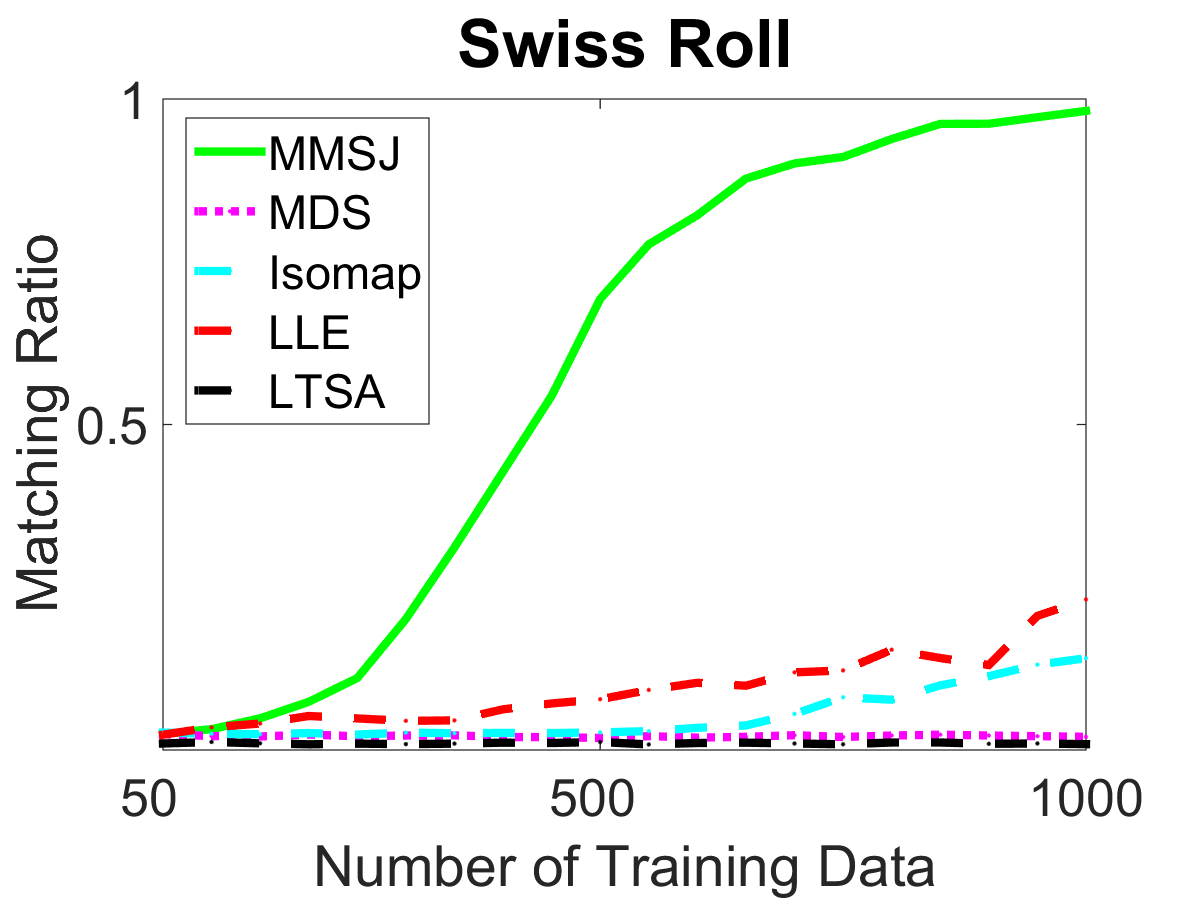 Swiss Roll
1
0.5
Matching Ratio
MMSJ
MDS
Isomap
LLE
LTSA
50
500
1000
Number of Training Data